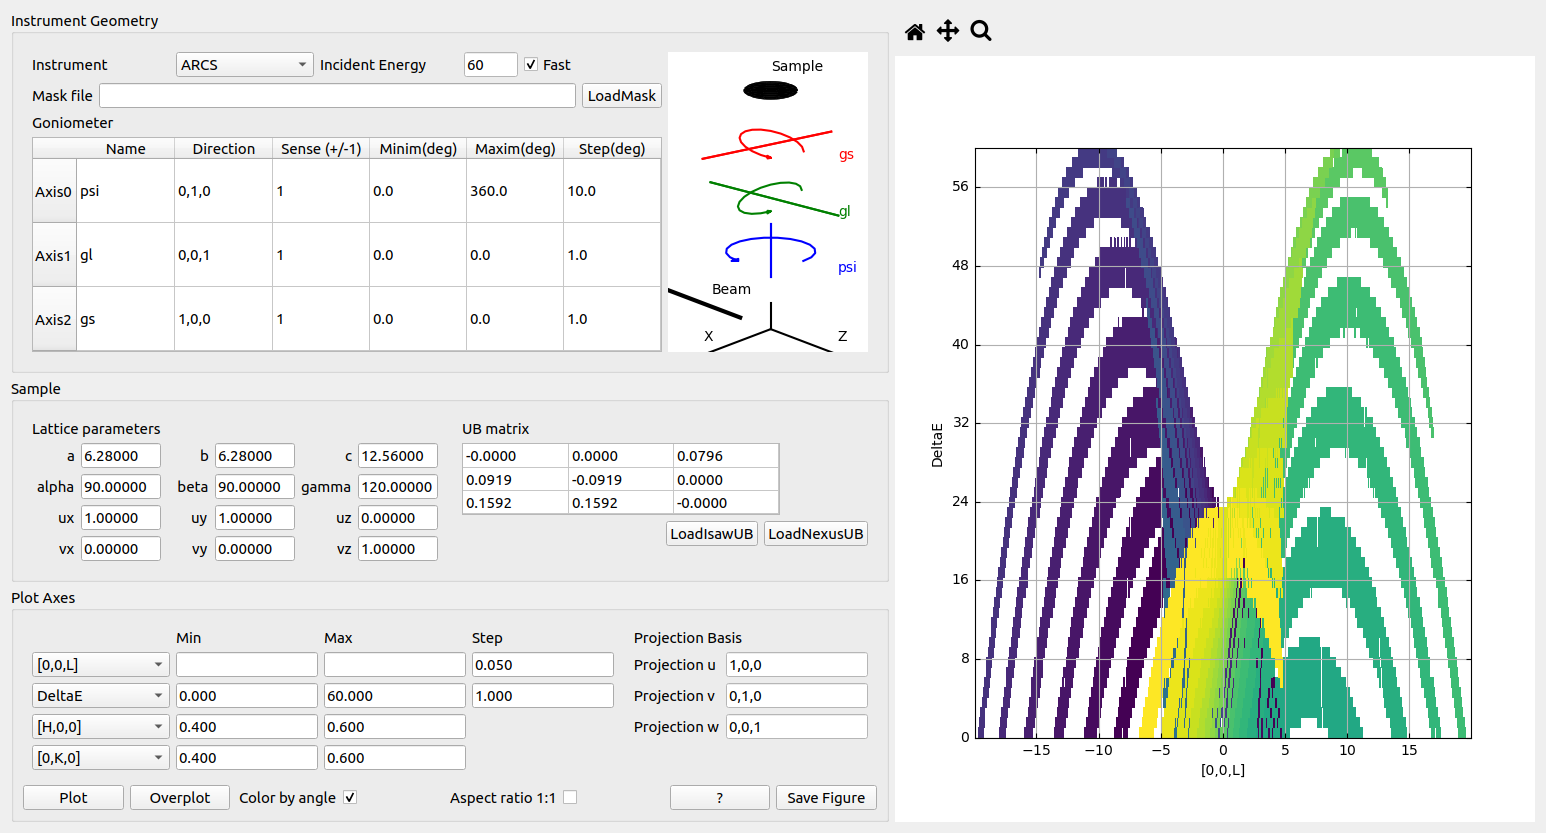 Instrument Geometry
Instrument ARCS Incident Energy 60 Fast
Mask file LoadMask
Goniometer
Name Direction Sense (+/-1) Minim(deg) Maxim(deg) Step(deg)
Axis0 psi 0,1,0 1 0.0 360.0 10.0
Axis1 gl 0,0,1 1 0.0 0.0 1.0
Axis2 gs 1,0,0 1 0.0 0.0 1.0
Sample
gs
gl
psi
Beam
X Z
Sample
Lattice parameters
a 6.28000 b 6.28000 c 12.56000
alpha 90.00000 beta 90.00000 gamma 120.00000
ux 1.00000 uy 1.00000 uz 0.00000
vx 0.00000 vy 0.00000 vz 1.00000
UB matrix
-0.0000 0.0000 0.0796
0.0919 -0.0919 0.0000
0.1592 0.1592 -0.0000
LoadIsawUB LoadNexusUB
Plot Axes
Min Max Step
[0,0,L] 0.050
DeltaE 0.000 60.000 1.000
[H,0,0] 0.400 0.600
[0,K,0] 0.400 0.600
Projection Basis
Projection u 1,0,0
Projection v 0,1,0
Projection w 0,0,1
Plot Overplot Color by angle Aspect ratio 1:1 ? Save Figure
DeltaE
56
48
40
32
24
16
8
0
−15 −10 −5 0 5 10 15
[0,0,L]